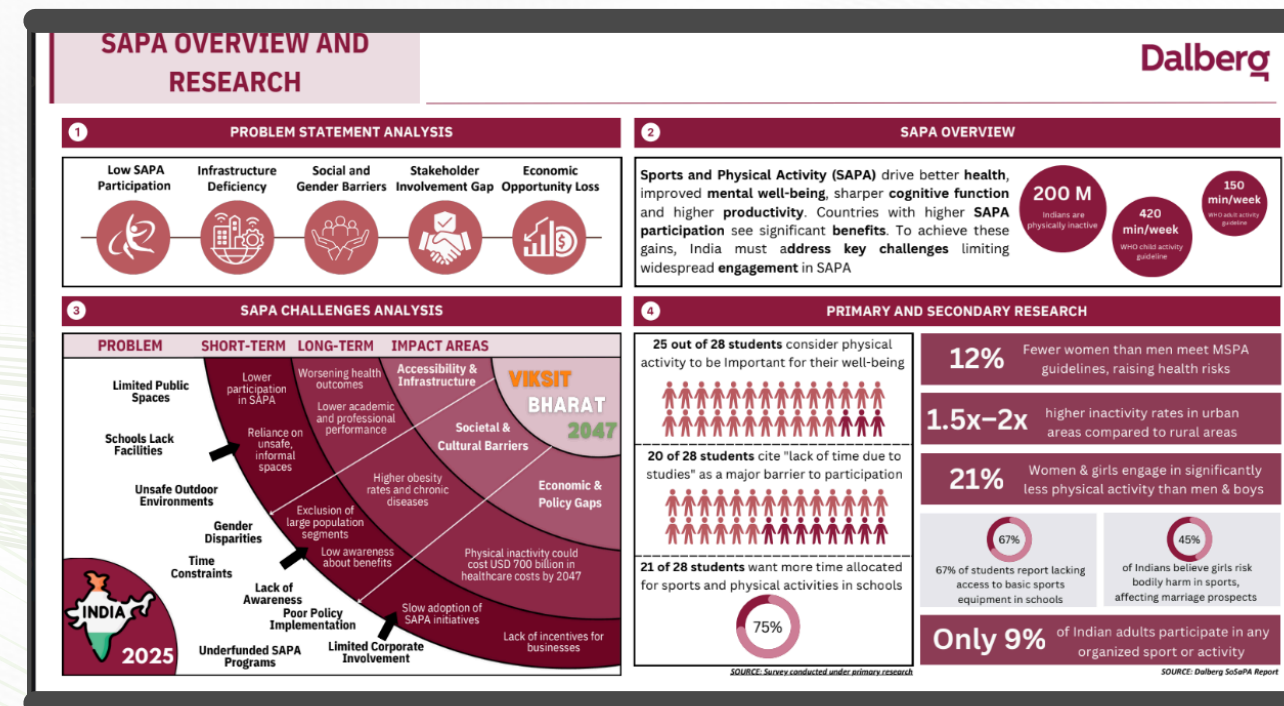 SAPA OVERVIEW AND
RESEARCH
Dalberg
1 PROBLEM STATEMENT ANALYSIS
Low SAPA
Participation
Infrastructure
Deficiency
Social and
Gender Barriers
Stakeholder
Involvement Gap
Economic
Opportunity Loss
2 SAPA OVERVIEW
Sports and Physical Activity (SAPA) drive better health,
improved mental well-being, sharper cognitive function
and higher productivity. Countries with higher SAPA
participation see significant benefits. To achieve these
gains, India must address key challenges limiting
widespread engagement in SAPA
200 M
Indians are
physically inactive
420
min/week
WHO child activity
guideline
150
min/week
WHO adult activity
guideline
3 SAPA CHALLENGES ANALYSIS
PROBLEM SHORT-TERM LONG-TERM IMPACT AREAS
Limited Public
Spaces
Schools Lack
Facilities
Unsafe Outdoor
Environments
Gender
Disparities
Time
Constraints
Lack of
Awareness
Poor Policy
Implementation
Underfunded SAPA
Programs
Limited Corporate
Involvement
Lower
participation
in SAPA
Reliance on
unsafe,
informal
spaces
Exclusion of
large population
segments
Low awareness
about benefits
Slow adoption of
SAPA initiatives
Lack of incentives for
businesses
Worsening health
outcomes
Lower academic
and professional
performance
Higher obesity
rates and chronic
diseases
Physical inactivity could
cost USD 700 billion in
healthcare costs by 2047
Accessibility &
Infrastructure
Societal &
Cultural Barriers
Economic &
Policy Gaps
VIKSIT
BHARAT
2047
INDIA
2025
4 PRIMARY AND SECONDARY RESEARCH
25 out of 28 students consider physical
activity to be Important for their well-being
20 of 28 students cite "lack of time due to
studies" as a major barrier to participation
21 of 28 students want more time allocated
for sports and physical activities in schools
75%
SOURCE: Survey conducted under primary research
12% Fewer women than men meet MSPA
guidelines, raising health risks
1.5x–2x higher inactivity rates in urban
areas compared to rural areas
21% Women & girls engage in significantly
less physical activity than men & boys
67%
67% of students report lacking
access to basic sports
equipment in schools
45%
of Indians believe girls risk
bodily harm in sports,
affecting marriage prospects
Only 9% of Indian adults participate in any
organized sport or activity
SOURCE: Dalberg SoSaPA Report